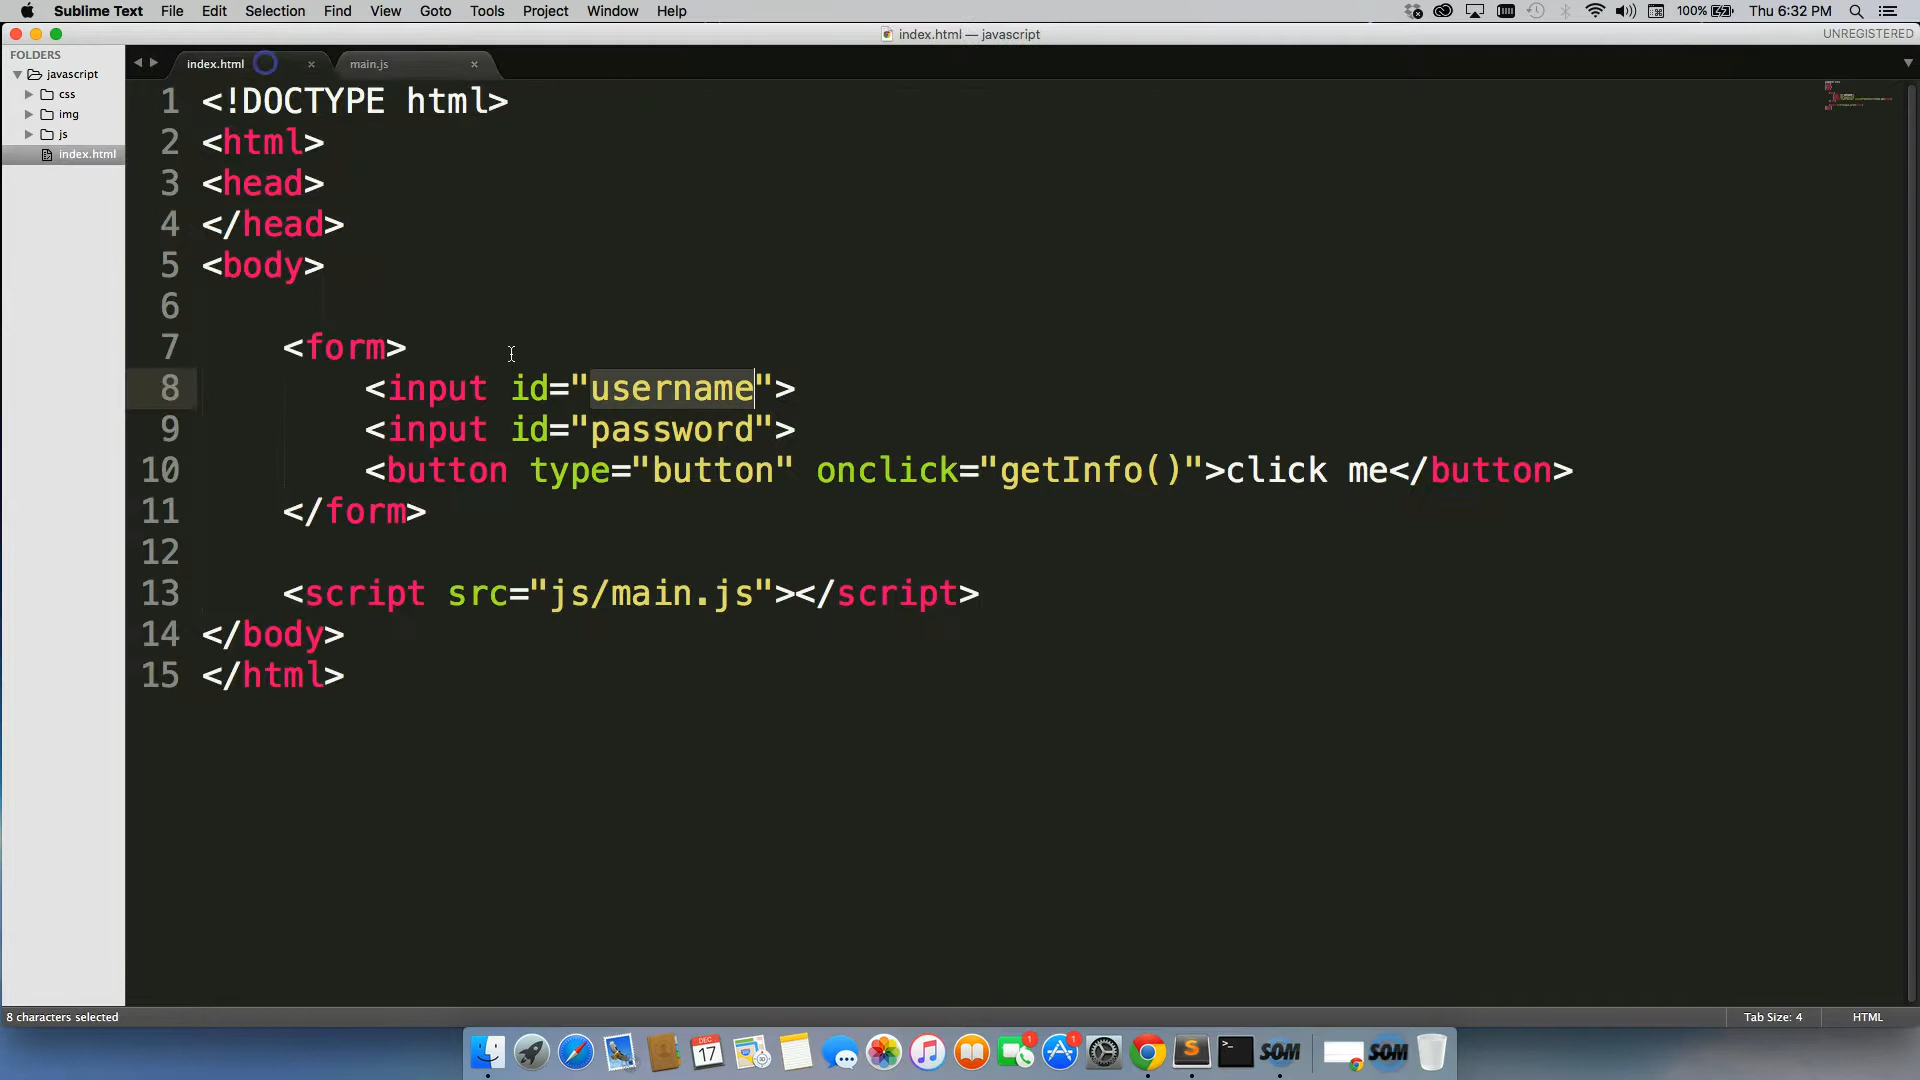 Sublime Text File Edit Selection Find View Goto Tools Project Window Help 100% Thu 6:32 PM
index.html — javascript UNREGISTERED
FOLDERS
javascript
css
img
js
index.html
index.html main.js
1 <!DOCTYPE html>
2 <html>
3 <head>
4 </head>
5 <body>
6
7 <form>
8 <input id="username">
9 <input id="password">
10 <button type="button" onclick="getInfo()">click me</button>
11 </form>
12
13 <script src="js/main.js"></script>
14 </body>
15 </html>
8 characters selected Tab Size: 4 HTML
DEC
17
1 1
S SOM SOM